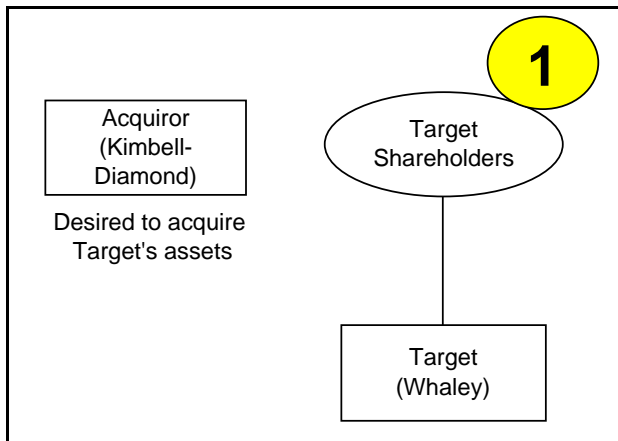 1
Acquiror
(Kimbell-
Diamond)
Target
Shareholders
Desired to acquire
Target's assets
Target
(Whaley)